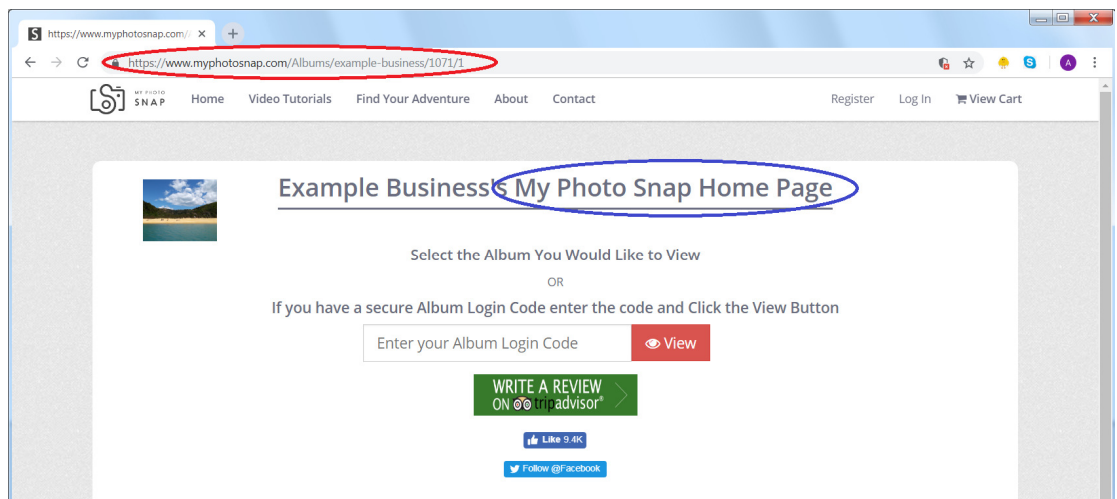 https://www.myphotosnap.com/
https://www.myphotosnap.com/Albums/example-business/1071/1
MY PHOTO
SNAP
Home Video Tutorials Find Your Adventure About Contact Register Log In View Cart
Example Business's My Photo Snap Home Page
Select the Album You Would Like to View
OR
If you have a secure Album Login Code enter the code and Click the View Button
Enter your Album Login Code View
WRITE A REVIEW
ON tripadvisor®
Like 9.4K
Follow @Facebook